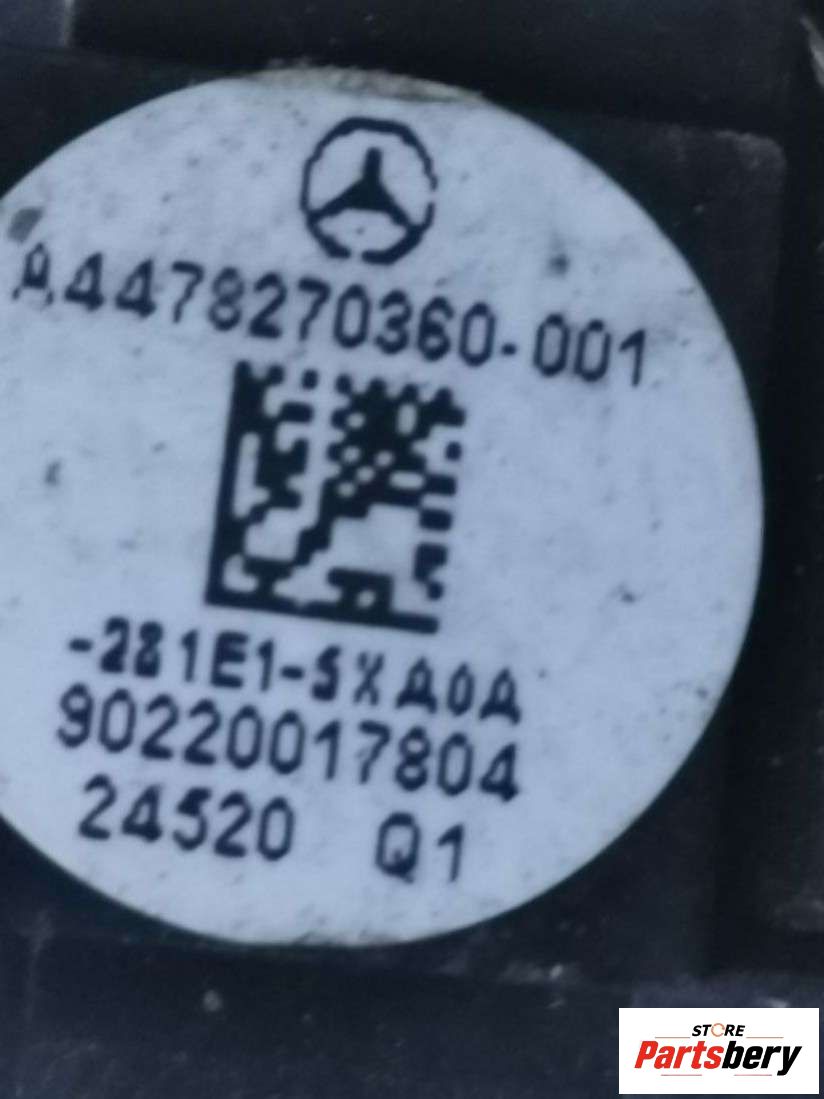 A4478270360-001
-281E1-5XA0A
90220017804
24520 Q1
STORE
Partsbery